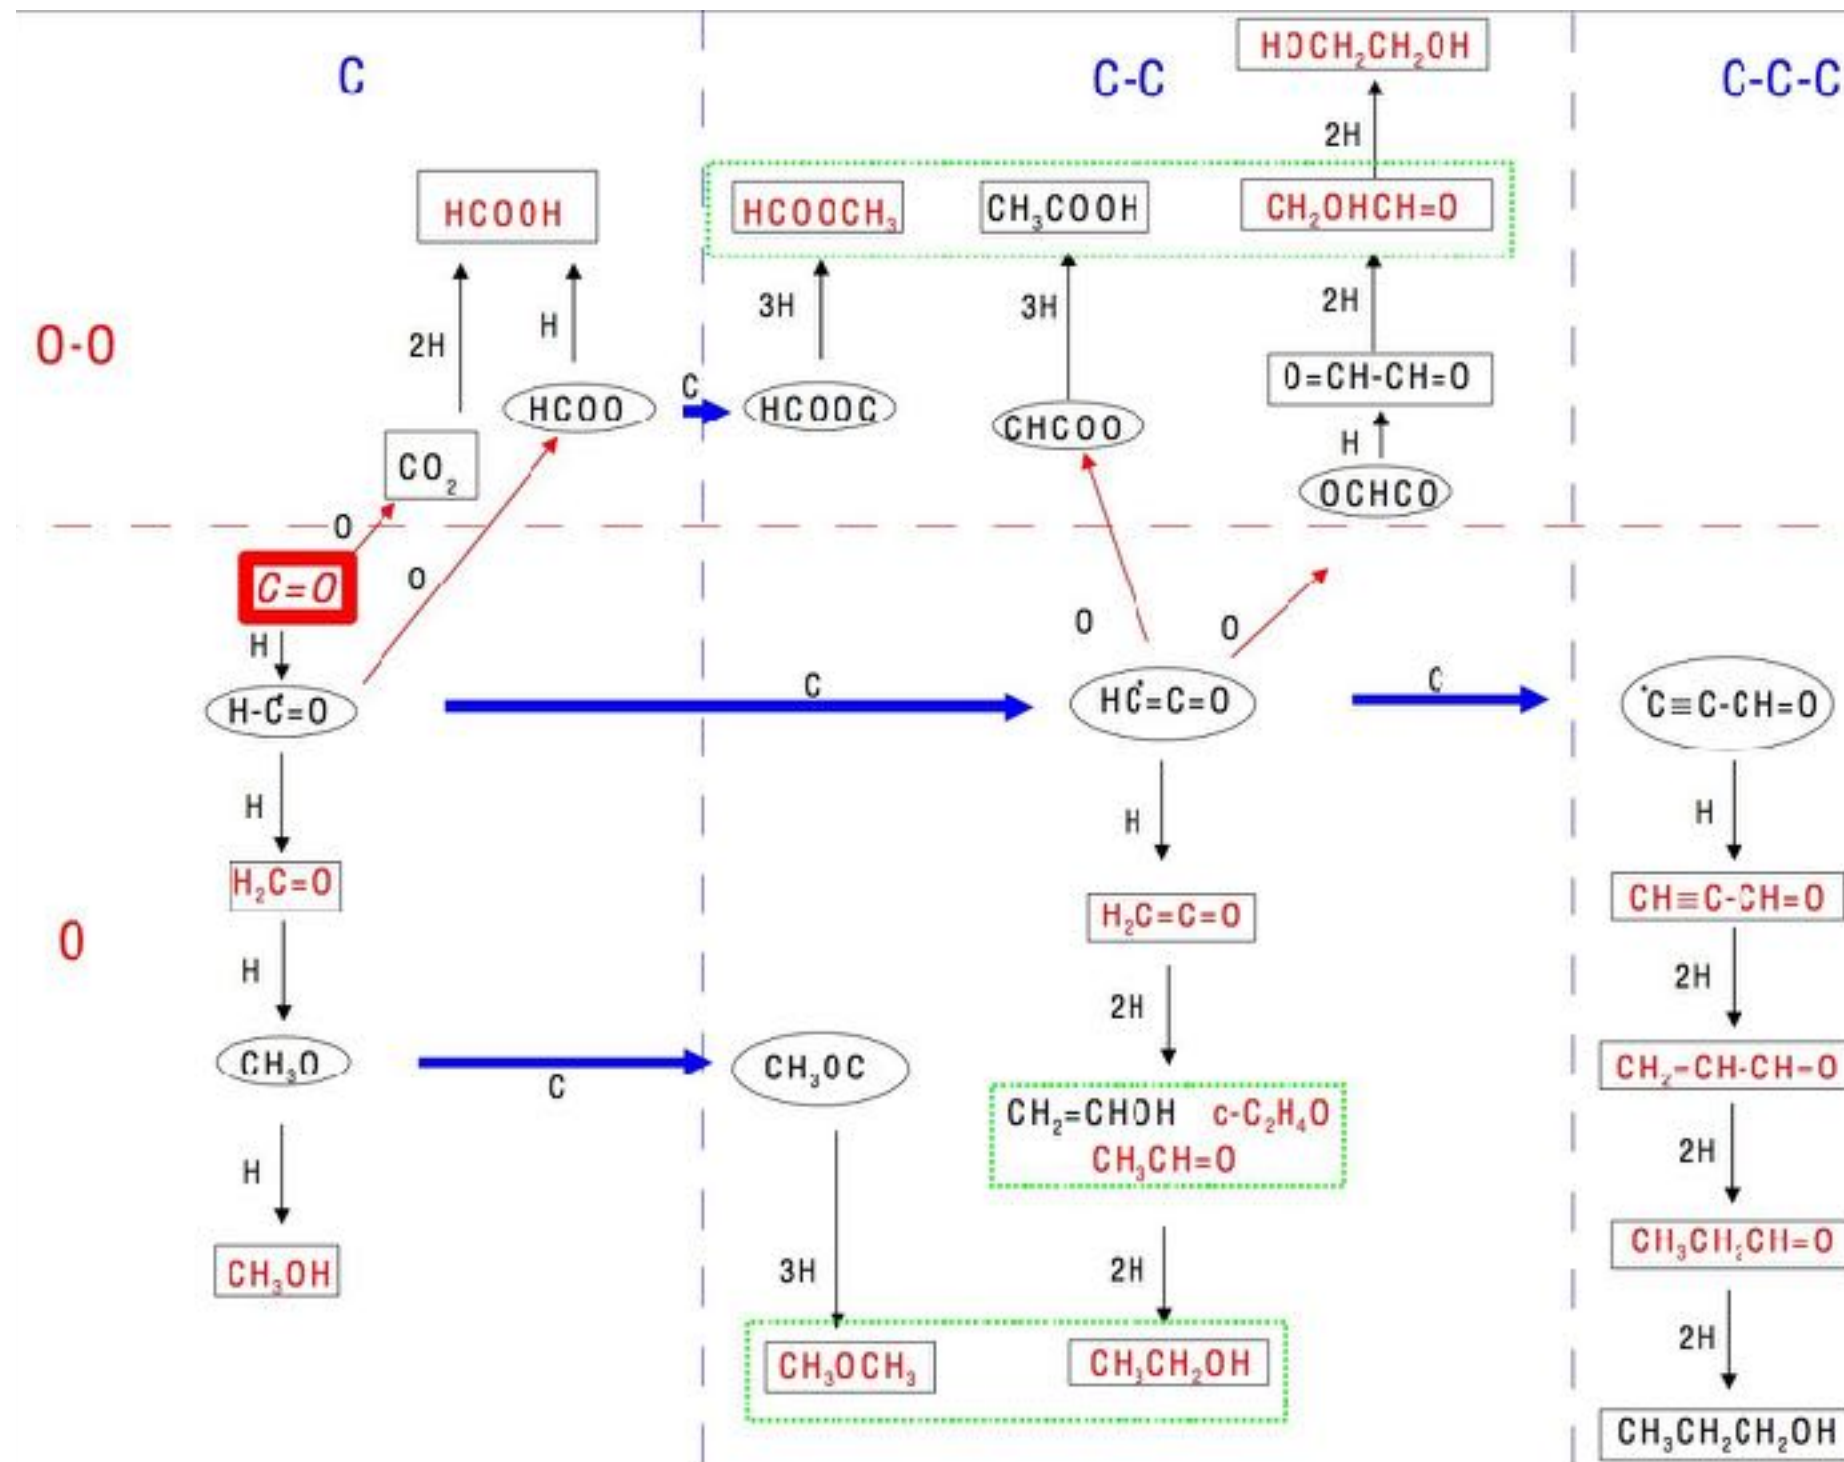 HOCH₂CH₂OH
C
C-C
C-C-C
2H
HCOOH
HCOOCH₃
CH₃COOH
CH₂OHCH=O
3H
3H
2H
2H
H
O-O
C
O=CH-CH=O
HCOO
HCOOC
CHCOO
H
CO₂
OCHCO
O
C=O
O
O
O
H
H-Ċ=O
C
HĊ=C=O
C
•C≡C-CH=O
H
H
H
H₂C=O
H₂C=C=O
CH≡C-CH=O
O
H
2H
2H
CH₃O
C
CH₃OC
CH₂=CH-CH=O
CH₂=CHOH c-C₂H₄O
CH₃CH=O
H
2H
CH₃CH₂CH=O
CH₃OH
3H
2H
2H
CH₃OCH₃
CH₃CH₂OH
CH₃CH₂CH₂OH